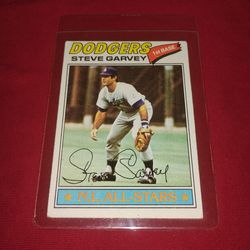 DODGERS
STEVE GARVEY
1st BASE
Steve Garvey
★ N.L. ALL-STARS ★